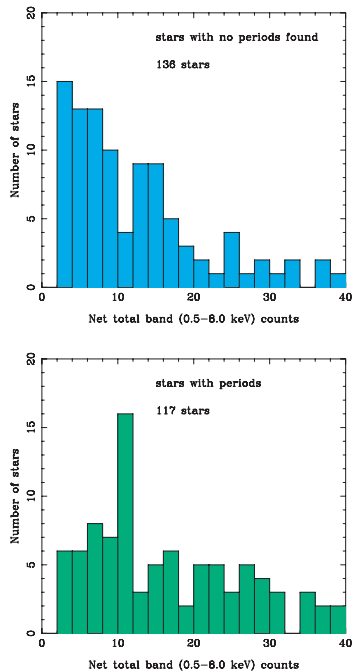 20
15
10
5
0
Number of stars
stars with no periods found
136 stars
0 10 20 30 40
Net total band (0.5–8.0 keV) counts
20
15
10
5
0
Number of stars
stars with periods
117 stars
0 10 20 30 40
Net total band (0.5–8.0 keV) counts